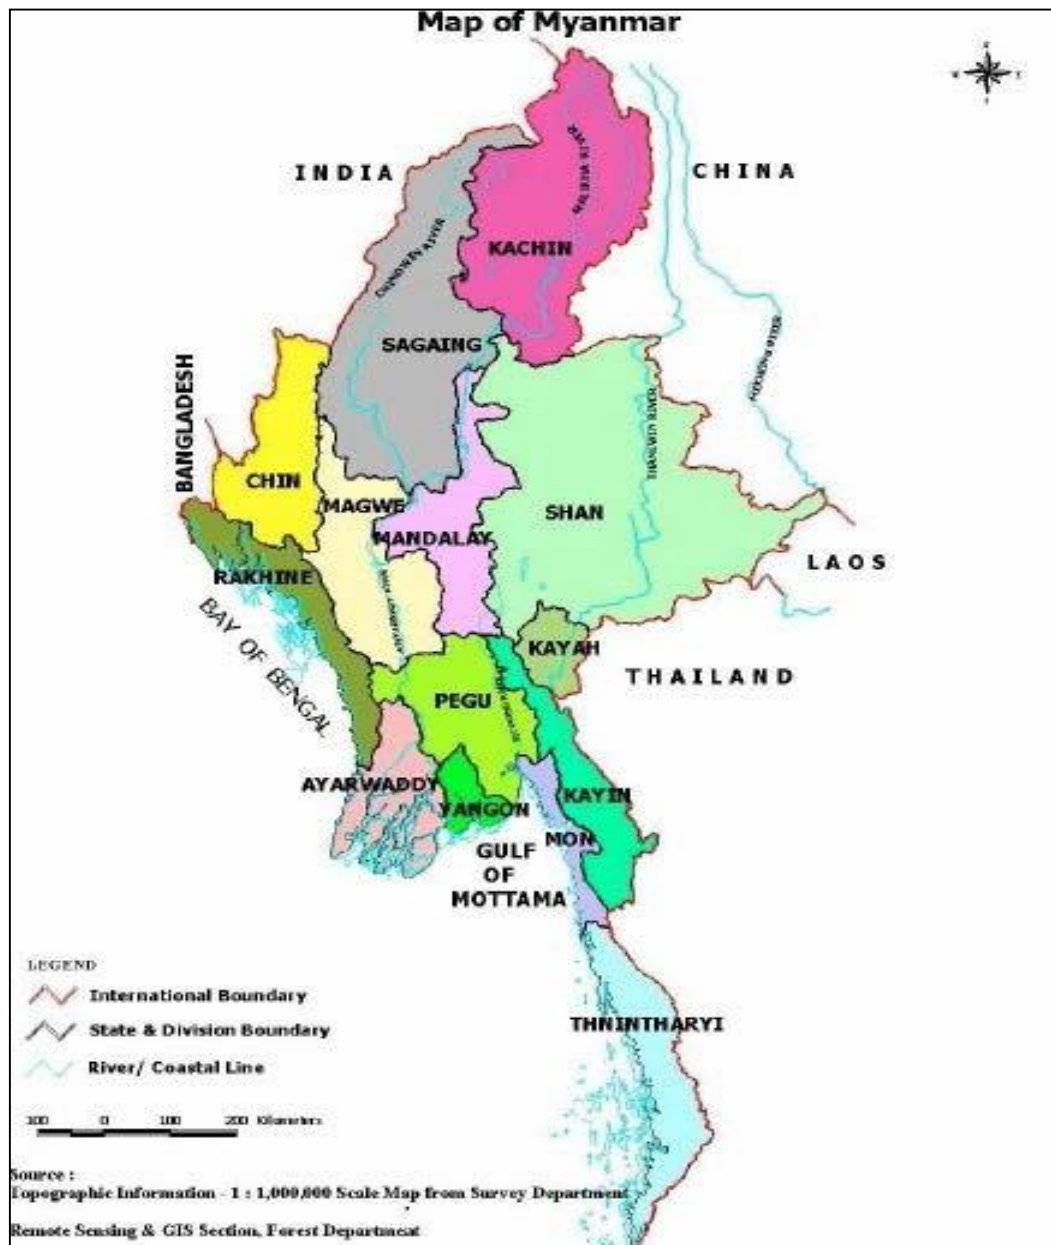 Map of Myanmar
INDIA
CHINA
KACHIN
SAGAING
BANGLADESH
CHIN
MAGWE
MANDALAY
SHAN
THANLWIN RIVER
RAKHINE
BAY OF BENGAL
LAOS
KAYAH
THAILAND
PEGU
AYARWADDY
YANGON
KAYIN
MON
GULF
OF
MOTTAMA
THNINTHARYI
LEGEND
International Boundary
State & Division Boundary
River/ Coastal Line
100 0 100 200 Kilometers
Source :
Topographic Information - 1 : 1,000,000 Scale Map from Survey Department
Remote Sensing & GIS Section, Forest Department